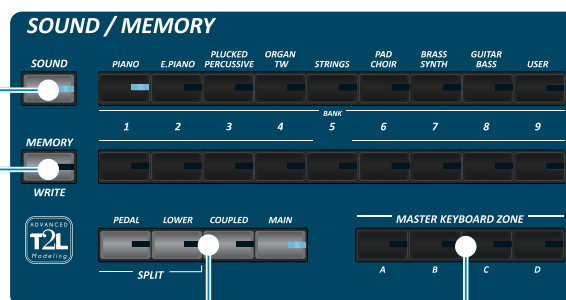 SOUND / MEMORY
SOUND
PIANO
E.PIANO
PLUCKED
PERCUSSIVE
ORGAN
TW
STRINGS
PAD
CHOIR
BRASS
SYNTH
GUITAR
BASS
USER
BANK
MEMORY
1 2 3 4 5 6 7 8 9
WRITE
ADVANCED
T2L
Modeling
PEDAL LOWER COUPLED MAIN
SPLIT
MASTER KEYBOARD ZONE
A B C D